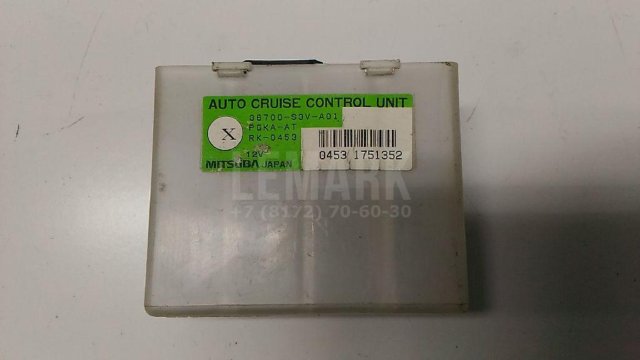 AUTO CRUISE CONTROL UNIT
36700-S3V-A01
PGKA-AT
X
RK-0453
12V
0453 1751352
MITSUBA JAPAN
LEMARK
+7 (8172) 70-60-30